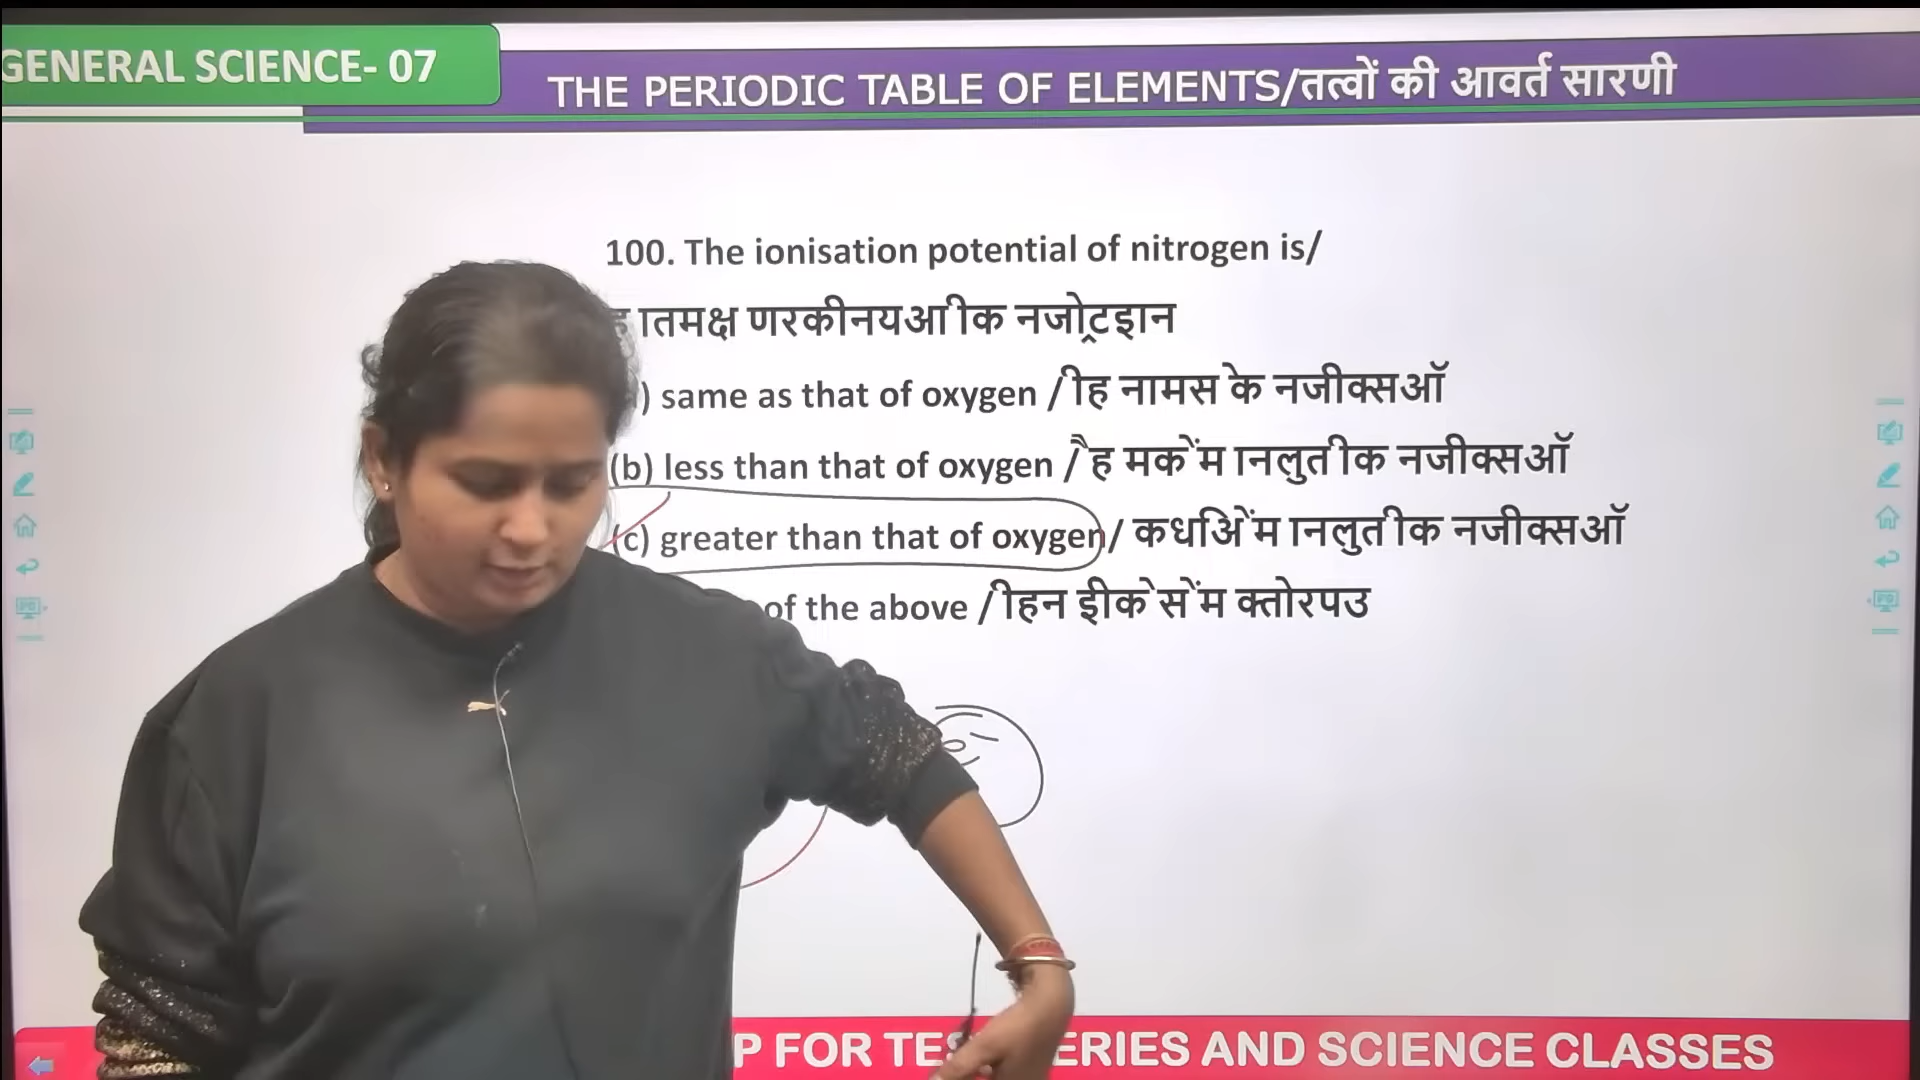 GENERAL SCIENCE- 07
THE PERIODIC TABLE OF ELEMENTS/तत्वों की आवर्त सारणी
100. The ionisation potential of nitrogen is/
ातमक्ष णरकीनयआीक नजोट्रइान
) same as that of oxygen /ीह नामस के नजीक्सऑ
(b) less than that of oxygen /ैह मकेंम ानलुतीक नजीक्सऑ
(c) greater than that of oxygen/ कधअिंम ानलुतीक नजीक्सऑ
of the above /ीहन इीकेसेंम क्तोरपउ
P FOR TES ERIES AND SCIENCE CLASSES